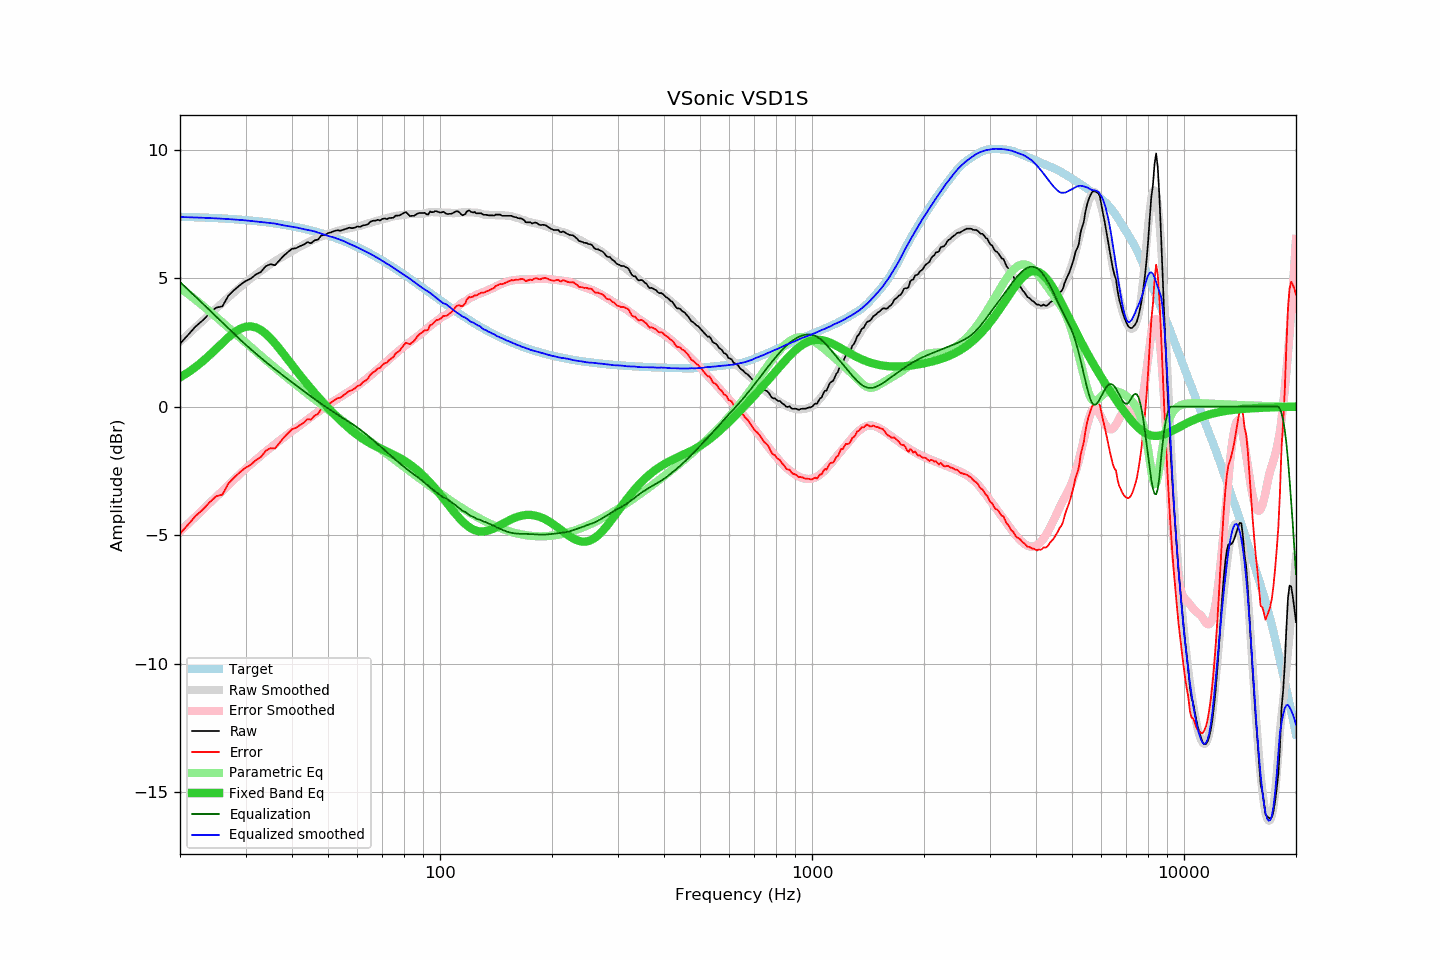 VSonic VSD1S
10
5
0
−5
−10
−15
Amplitude (dBr)
Target
Raw Smoothed
Error Smoothed
Raw
Error
Parametric Eq
Fixed Band Eq
Equalization
Equalized smoothed
100
1000
10000
Frequency (Hz)